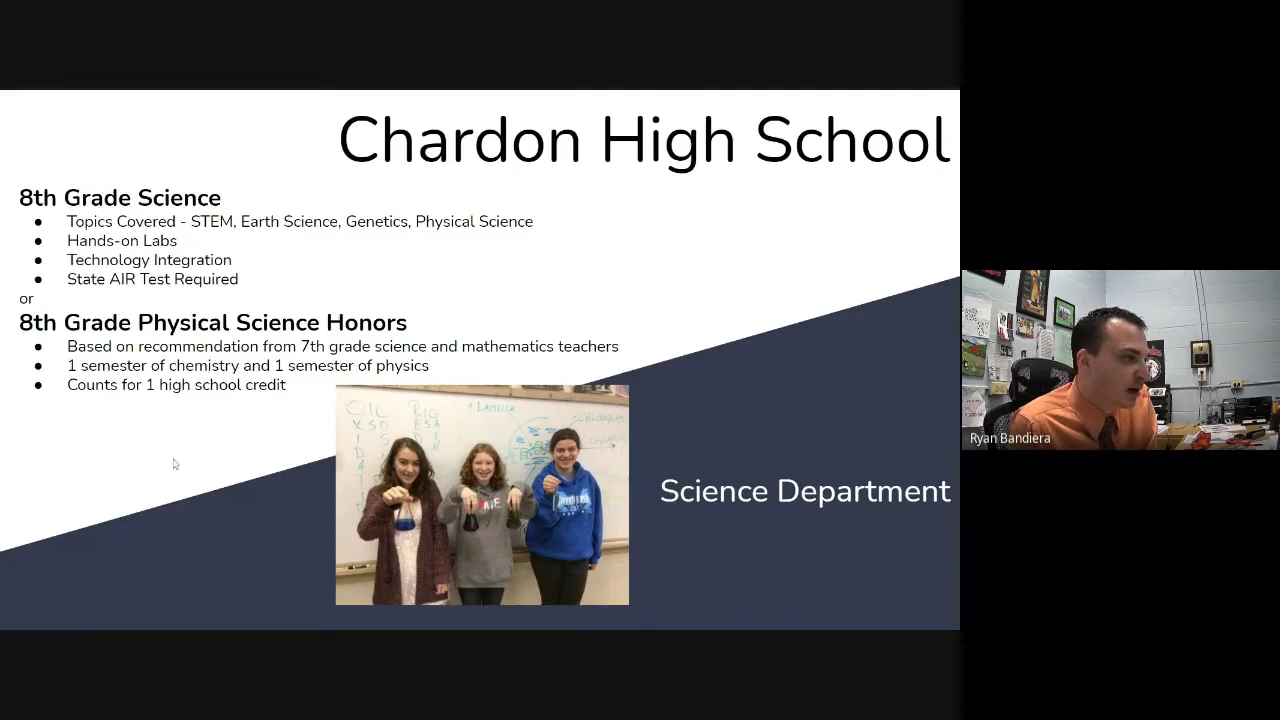 Chardon High School
8th Grade Science
● Topics Covered - STEM, Earth Science, Genetics, Physical Science
● Hands-on Labs
● Technology Integration
● State AIR Test Required
or
8th Grade Physical Science Honors
● Based on recommendation from 7th grade science and mathematics teachers
● 1 semester of chemistry and 1 semester of physics
● Counts for 1 high school credit
OIL RIG
LAMELLA
Science Department
Ryan Bandiera